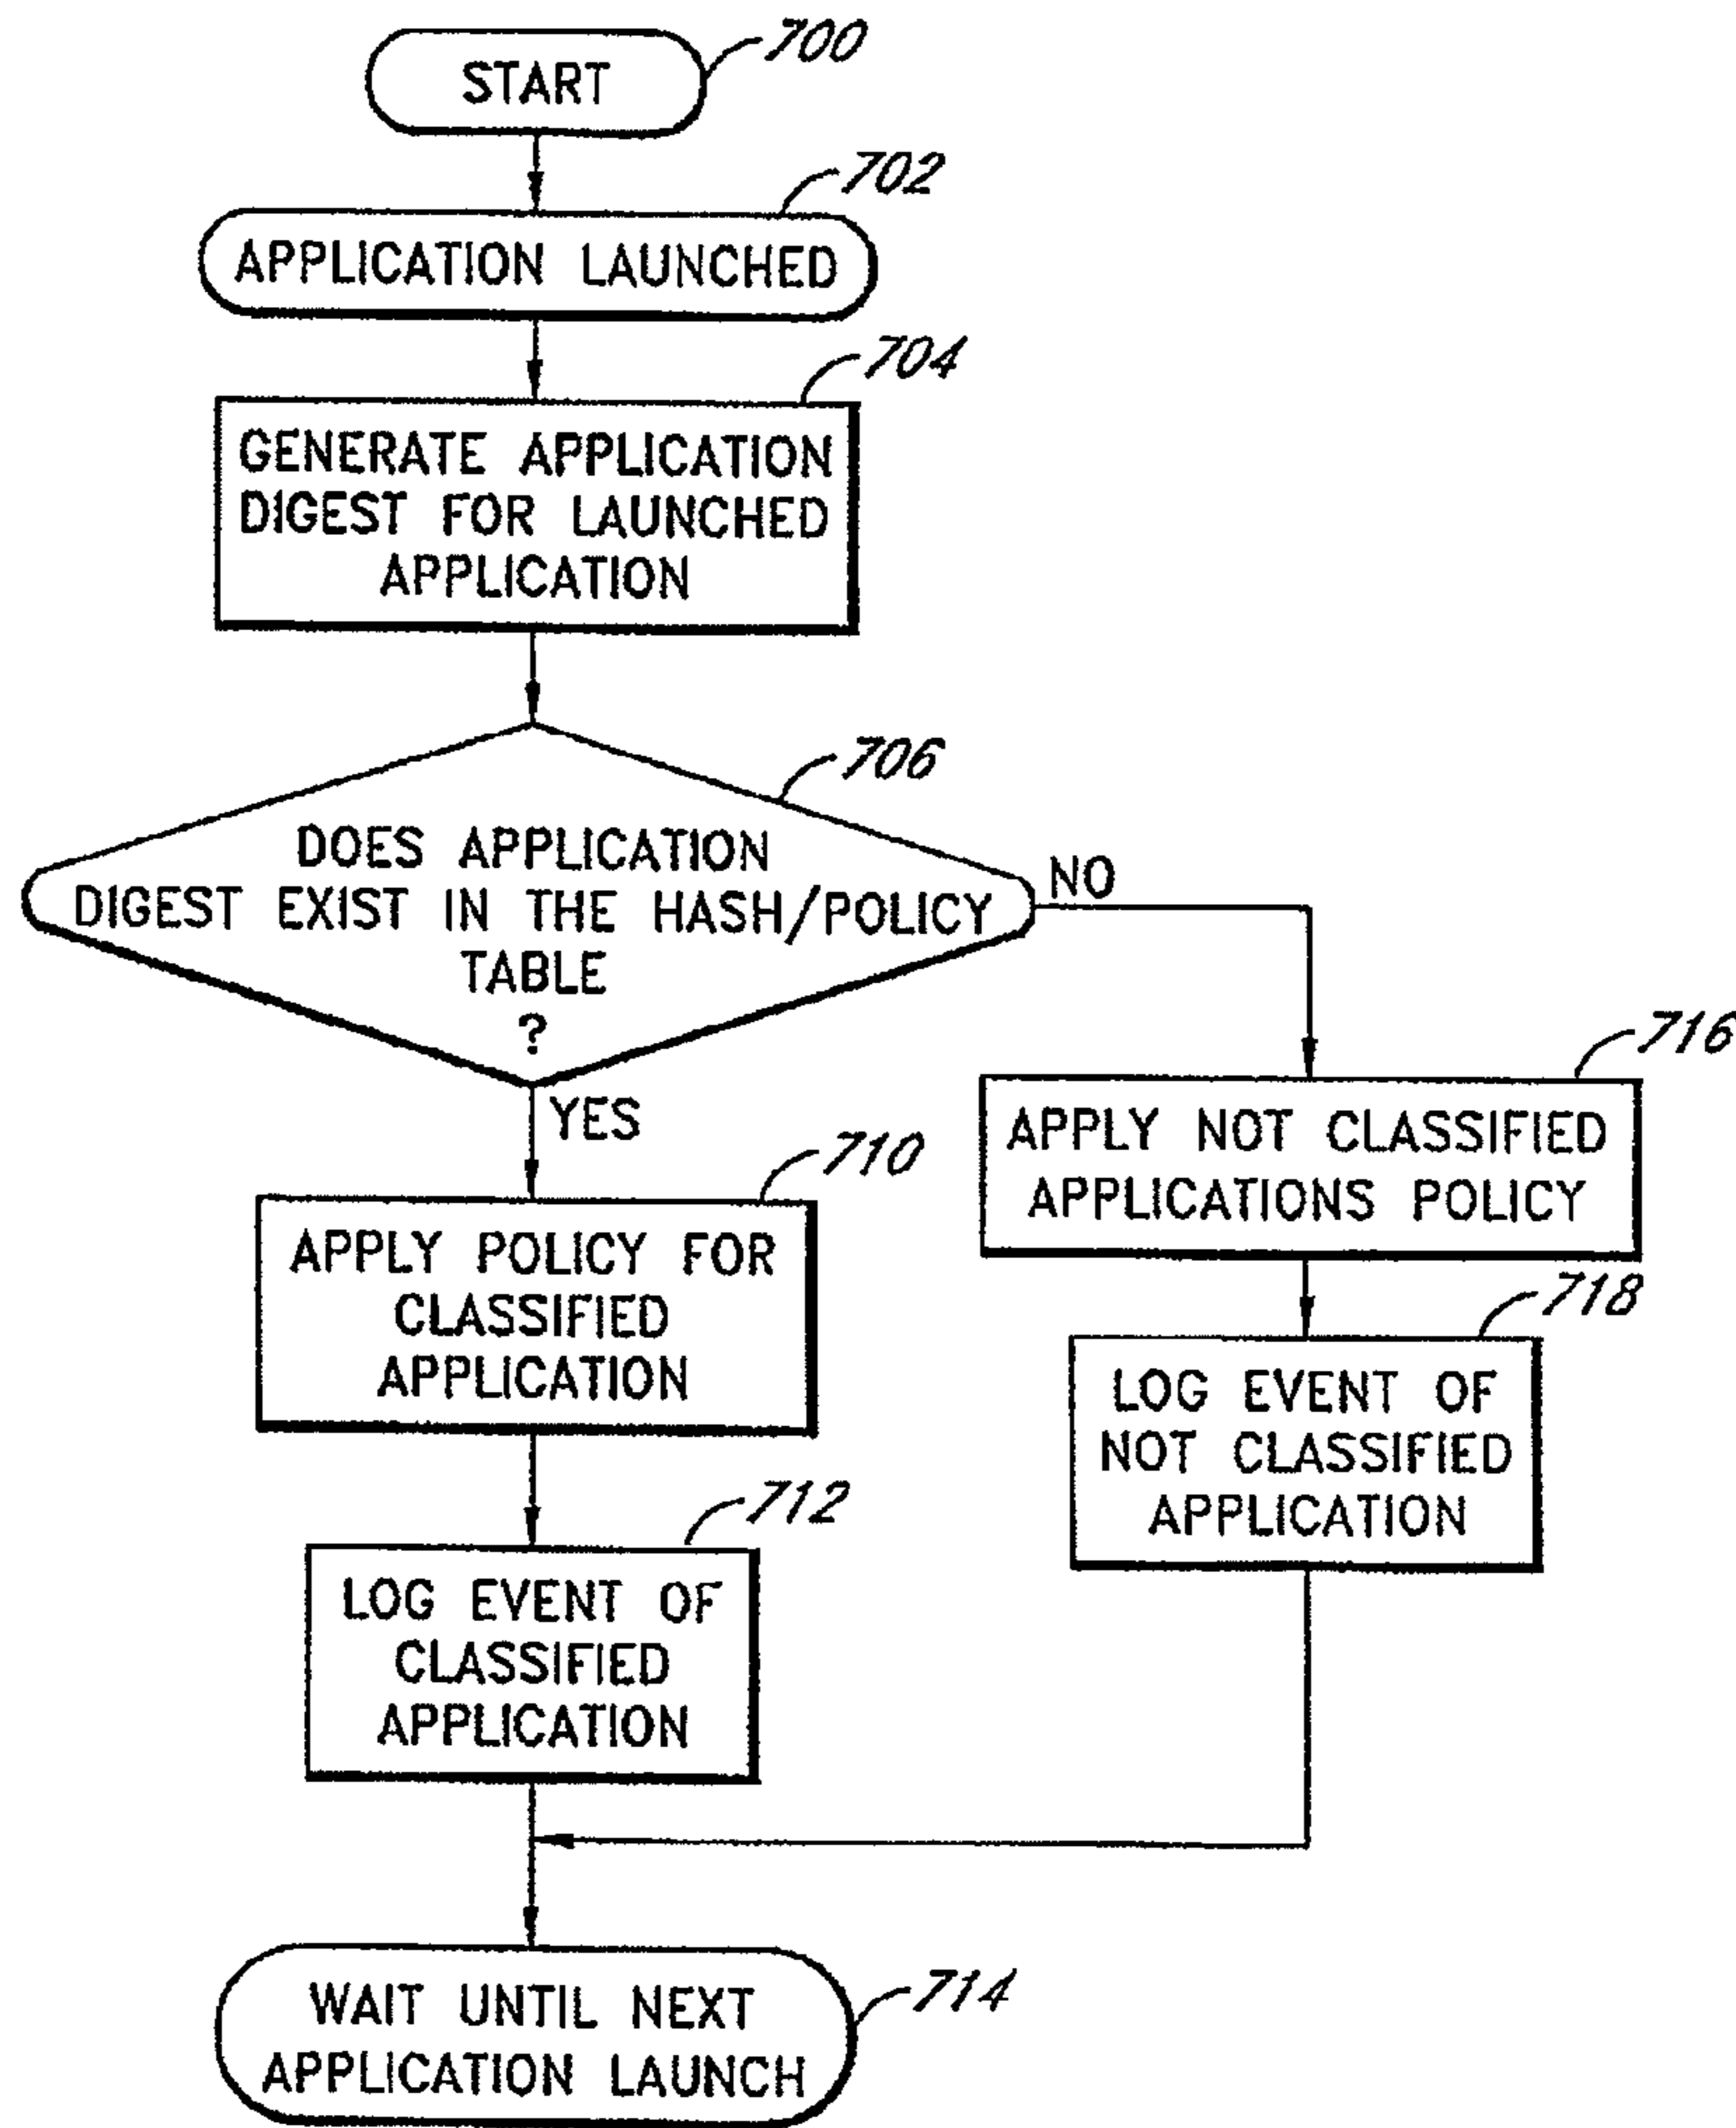 700
START
702
APPLICATION LAUNCHED
704
GENERATE APPLICATION
DIGEST FOR LAUNCHED
APPLICATION
706
DOES APPLICATION
DIGEST EXIST IN THE HASH/POLICY
TABLE
?
NO
YES
716
APPLY NOT CLASSIFIED
APPLICATIONS POLICY
710
APPLY POLICY FOR
CLASSIFIED
APPLICATION
718
LOG EVENT OF
NOT CLASSIFIED
APPLICATION
712
LOG EVENT OF
CLASSIFIED
APPLICATION
714
WAIT UNTIL NEXT
APPLICATION LAUNCH